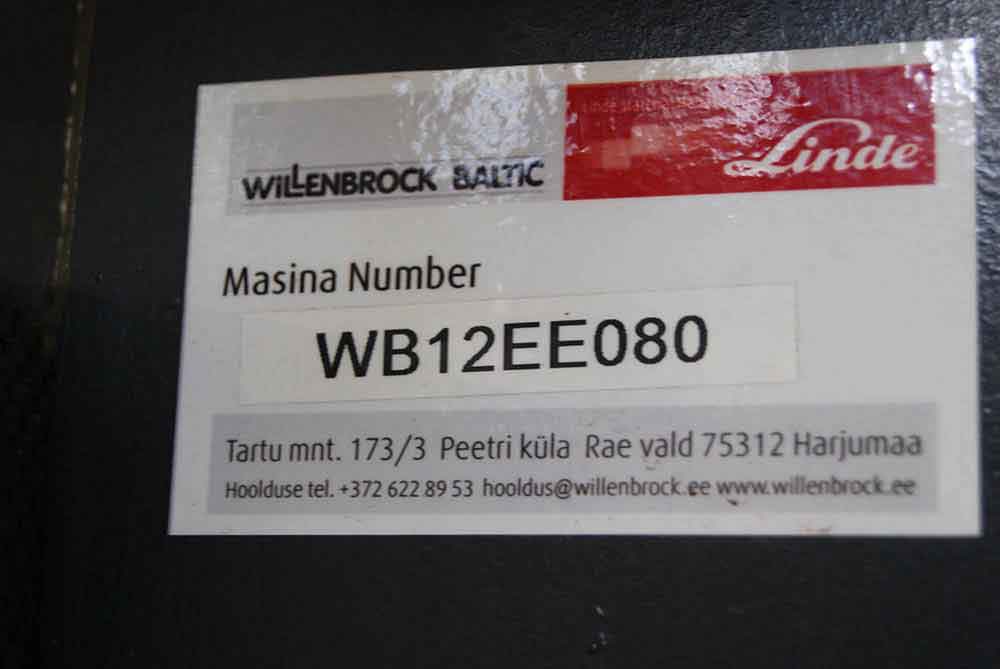 WILLENBROCK BALTIC
Linde
Masina Number
WB12EE080
Tartu mnt. 173/3 Peetri küla Rae vald 75312 Harjumaa
Hoolduse tel. +372 622 89 53 hooldus@willenbrock.ee www.willenbrock.ee